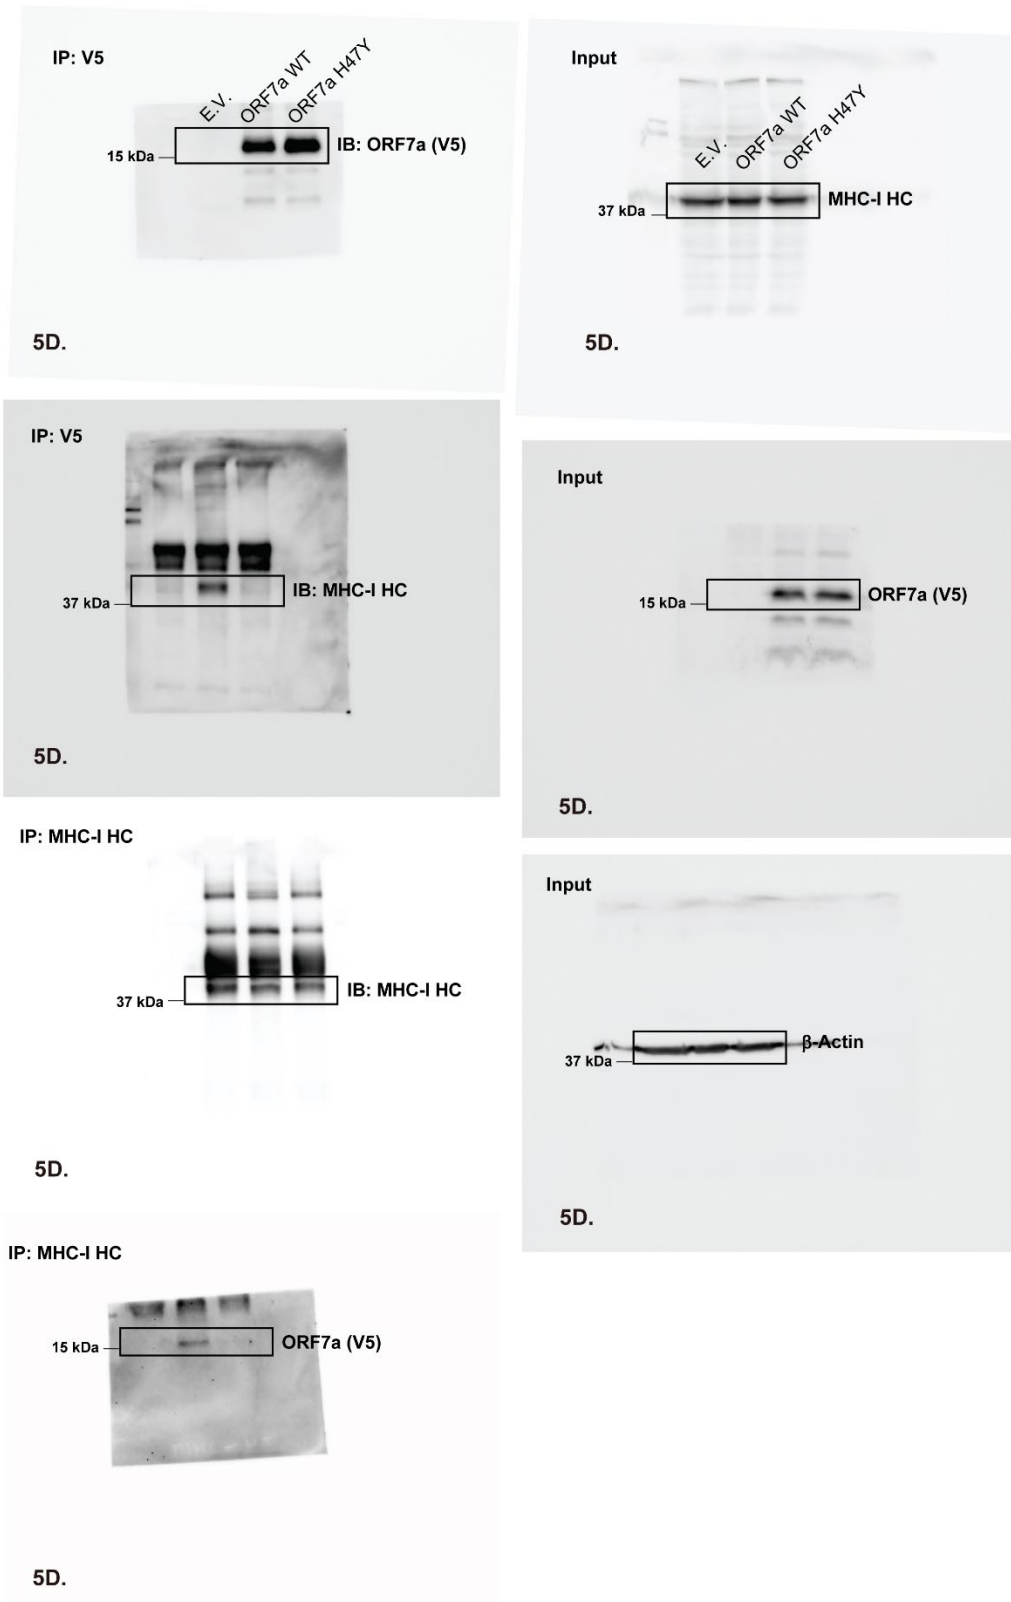 IP: V5
E.V.
ORF7a WT
ORF7a H47Y
15 kDa
IB: ORF7a (V5)
5D.
Input
E.V.
ORF7a WT
ORF7a H47Y
37 kDa
MHC-I HC
5D.
IP: V5
37 kDa
IB: MHC-I HC
5D.
Input
15 kDa
ORF7a (V5)
5D.
IP: MHC-I HC
37 kDa
IB: MHC-I HC
5D.
Input
37 kDa
β-Actin
5D.
IP: MHC-I HC
15 kDa
ORF7a (V5)
5D.